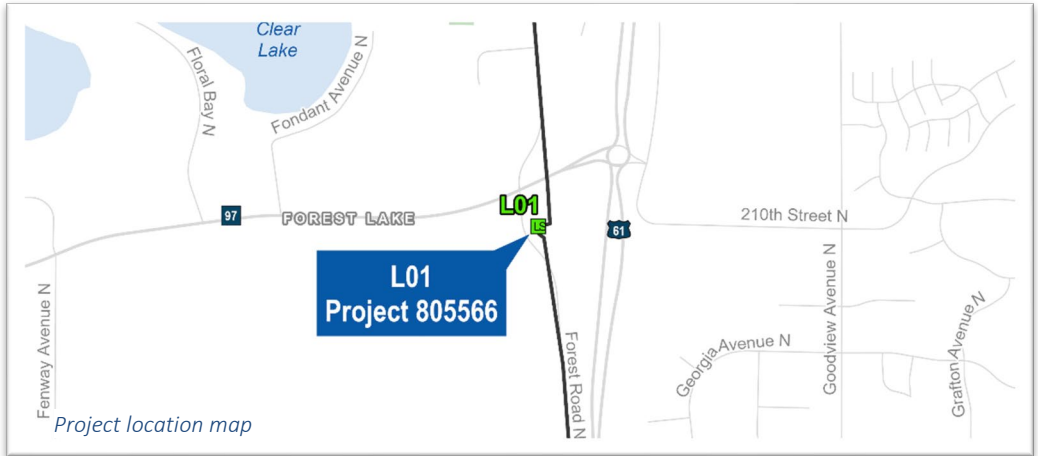 Clear
Lake
Floral Bay N
Fondant Avenue N
97
FOREST LAKE
L01
LS
61
210th Street N
L01
Project 805566
Fenway Avenue N
Forest Road N
Georgia Avenue N
Goodview Avenue N
Grafton Avenue N
Project location map